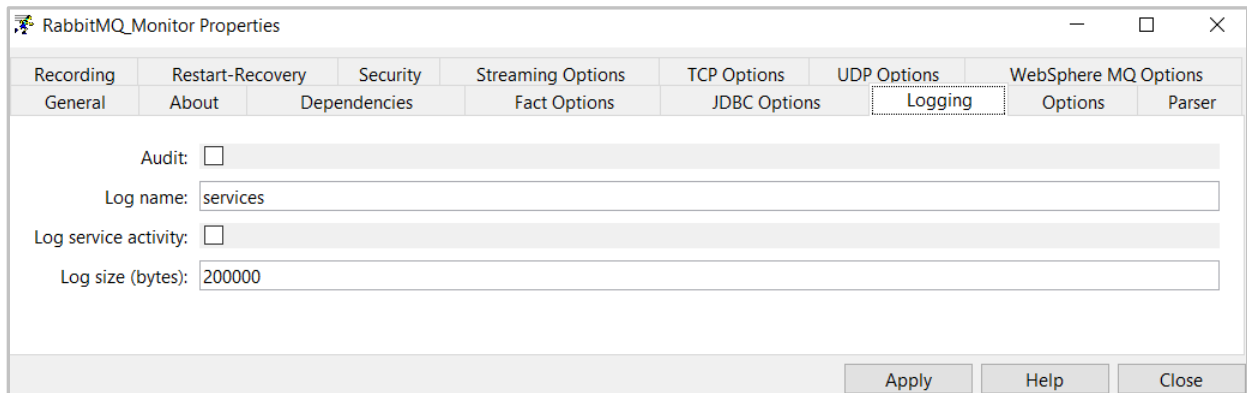 RabbitMQ_Monitor Properties
Recording Restart-Recovery Security Streaming Options TCP Options UDP Options WebSphere MQ Options
General About Dependencies Fact Options JDBC Options Logging Options Parser
Audit:
Log name: services
Log service activity:
Log size (bytes): 200000
Apply Help Close